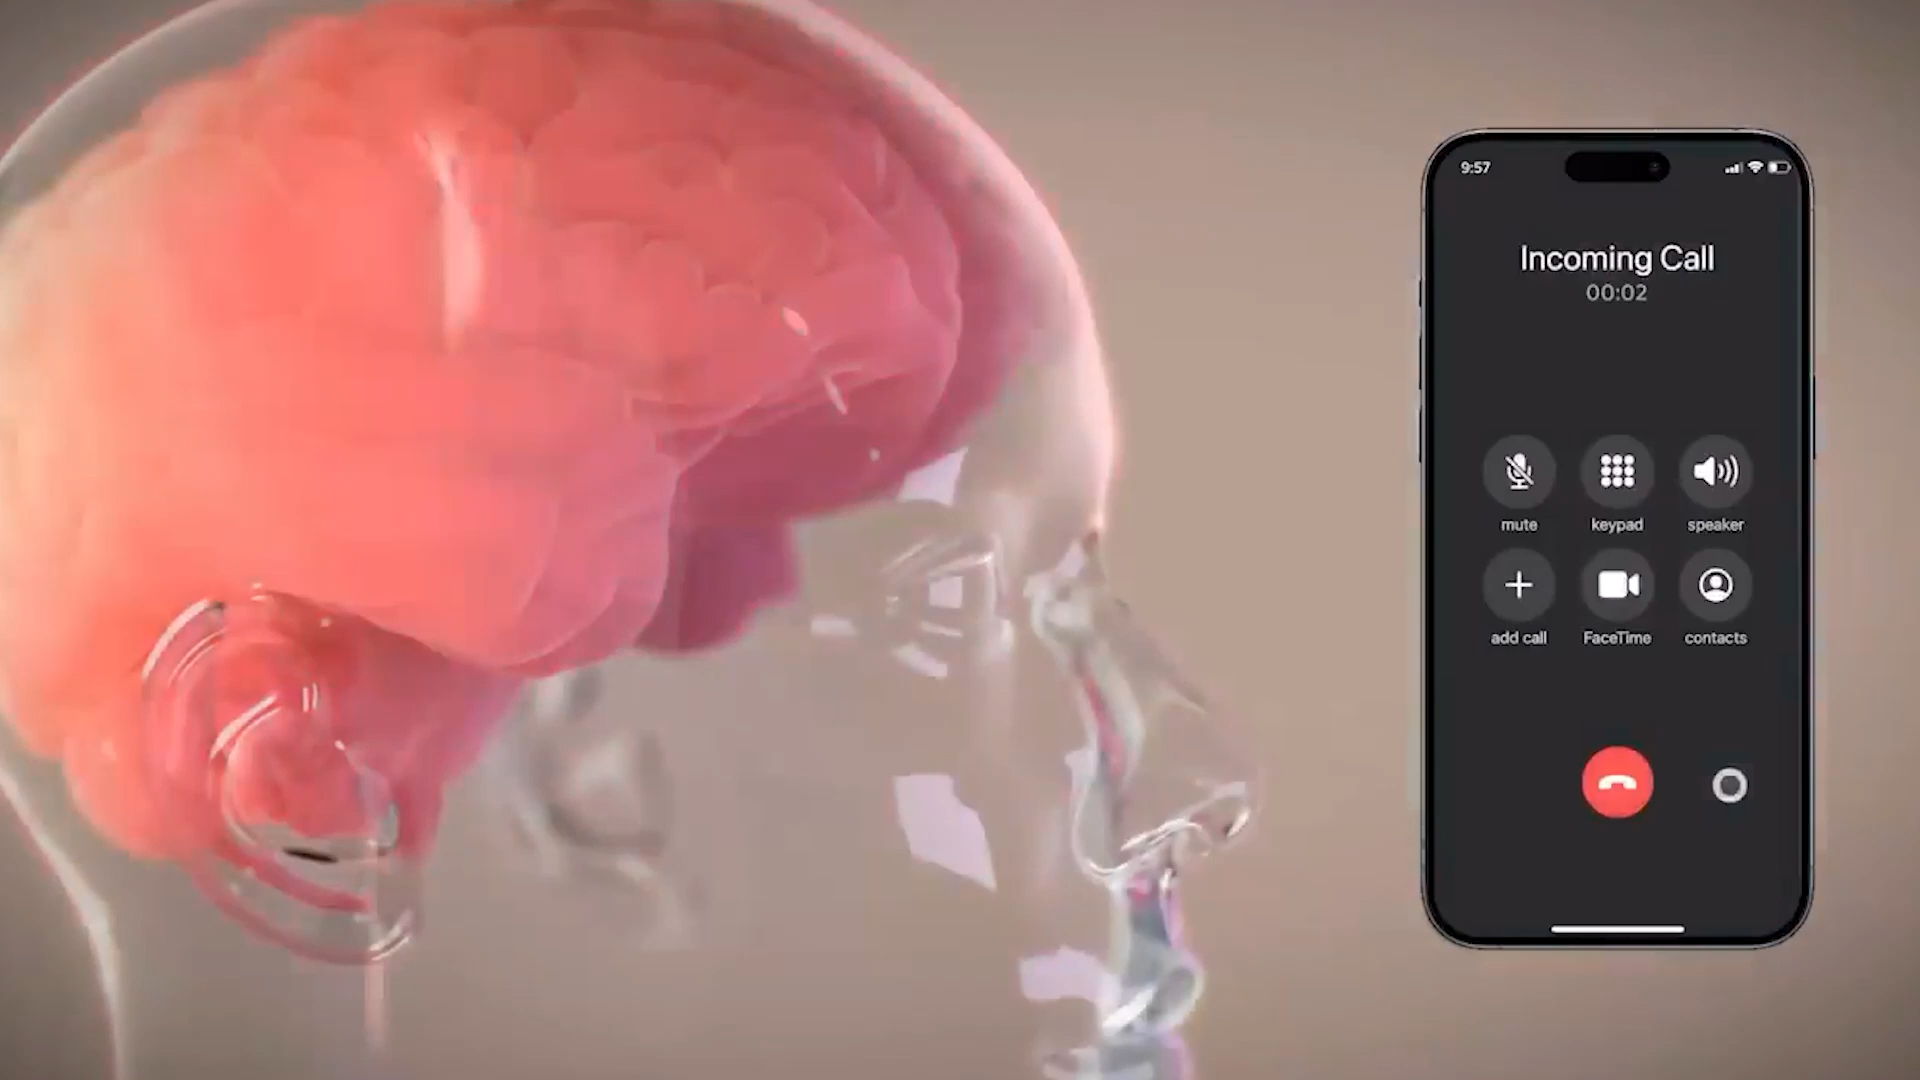 9:57
Incoming Call
00:02
mute
keypad
speaker
add call
FaceTime
contacts